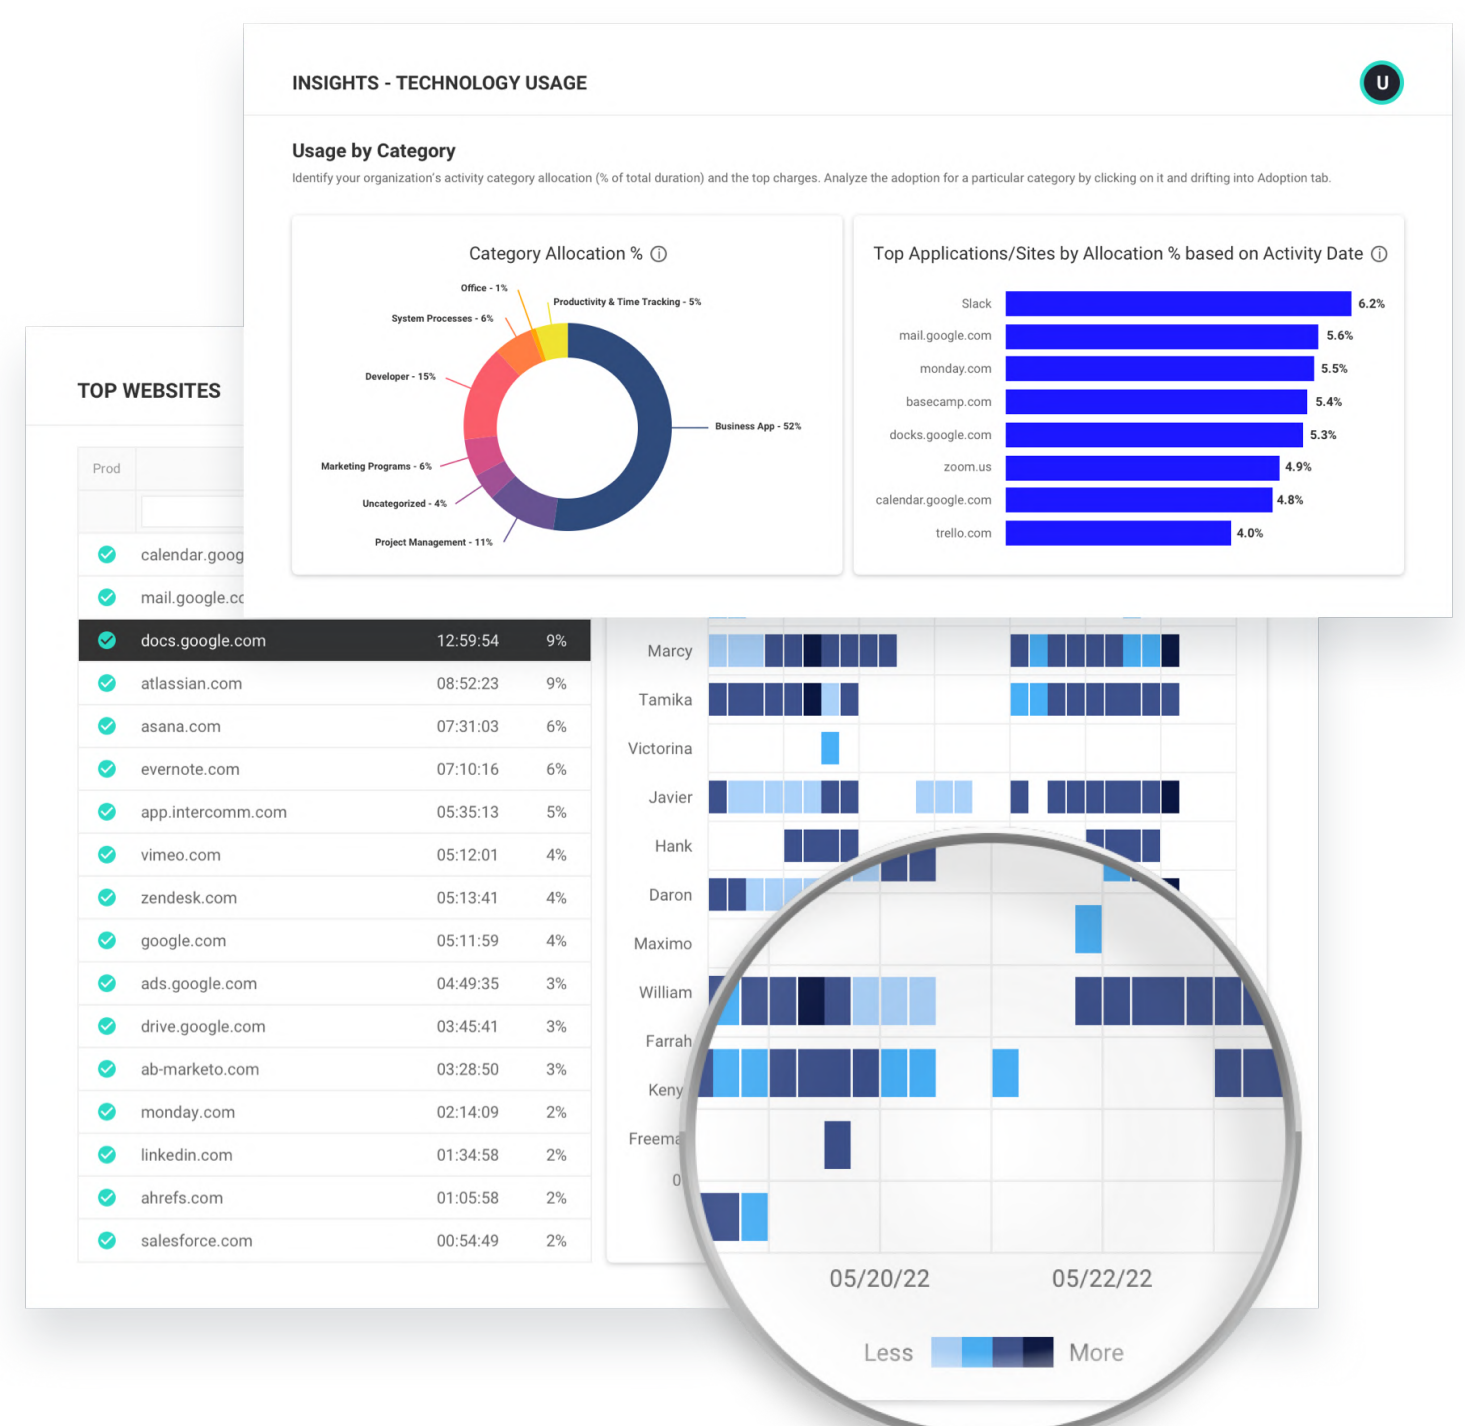 INSIGHTS - TECHNOLOGY USAGE
U
Usage by Category
Identify your organization's activity category allocation (% of total duration) and the top charges. Analyze the adoption for a particular category by clicking on it and drifting into Adoption tab.
Category Allocation %
Office - 1%
Productivity & Time Tracking - 5%
System Processes - 6%
Developer - 15%
Business App - 52%
Marketing Programs - 6%
Uncategorized - 4%
Project Management - 11%
Top Applications/Sites by Allocation % based on Activity Date
Slack 6.2%
mail.google.com 5.6%
monday.com 5.5%
basecamp.com 5.4%
docks.google.com 5.3%
zoom.us 4.9%
calendar.google.com 4.8%
trello.com 4.0%
TOP WEBSITES
Prod
calendar.goog
mail.google.co
docs.google.com 12:59:54 9%
atlassian.com 08:52:23 9%
asana.com 07:31:03 6%
evernote.com 07:10:16 6%
app.intercomm.com 05:35:13 5%
vimeo.com 05:12:01 4%
zendesk.com 05:13:41 4%
google.com 05:11:59 4%
ads.google.com 04:49:35 3%
drive.google.com 03:45:41 3%
ab-marketo.com 03:28:50 3%
monday.com 02:14:09 2%
linkedin.com 01:34:58 2%
ahrefs.com 01:05:58 2%
salesforce.com 00:54:49 2%
Marcy
Tamika
Victorina
Javier
Hank
Daron
Maximo
William
Farrah
Keny
Freema
0
05/20/22 05/22/22
Less More